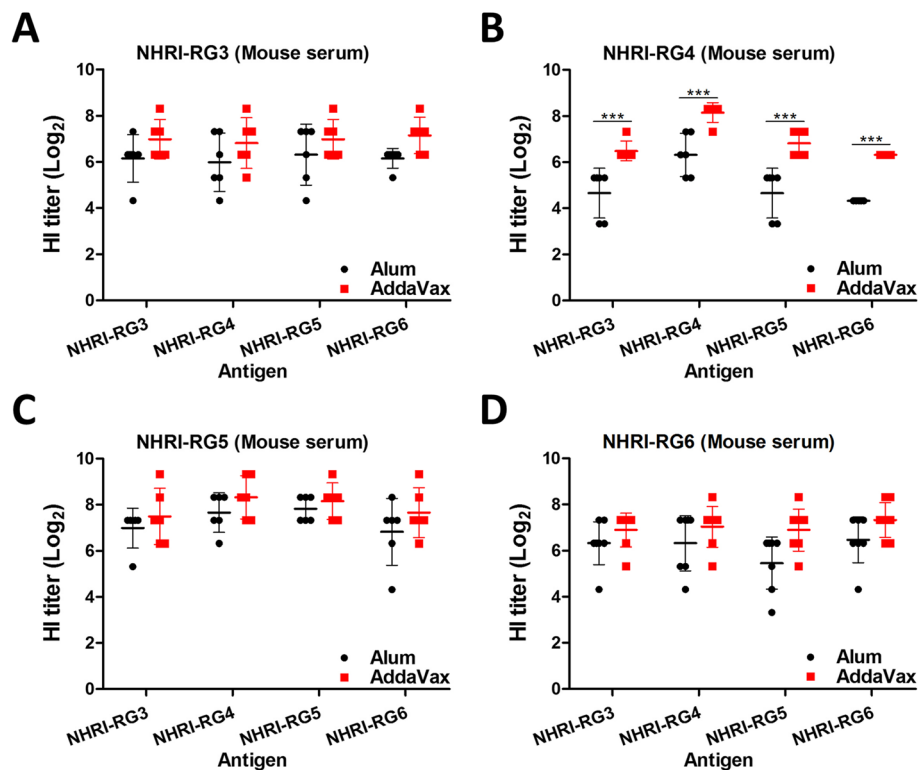 A
NHRI-RG3 (Mouse serum)
HI titer (Log2)
10
8
6
4
2
0
Alum
AddaVax
NHRI-RG3
NHRI-RG4
NHRI-RG5
NHRI-RG6
Antigen
B
NHRI-RG4 (Mouse serum)
HI titer (Log2)
10
8
6
4
2
0
***
***
***
***
Alum
AddaVax
NHRI-RG3
NHRI-RG4
NHRI-RG5
NHRI-RG6
Antigen
C
NHRI-RG5 (Mouse serum)
HI titer (Log2)
10
8
6
4
2
0
Alum
AddaVax
NHRI-RG3
NHRI-RG4
NHRI-RG5
NHRI-RG6
Antigen
D
NHRI-RG6 (Mouse serum)
HI titer (Log2)
10
8
6
4
2
0
Alum
AddaVax
NHRI-RG3
NHRI-RG4
NHRI-RG5
NHRI-RG6
Antigen